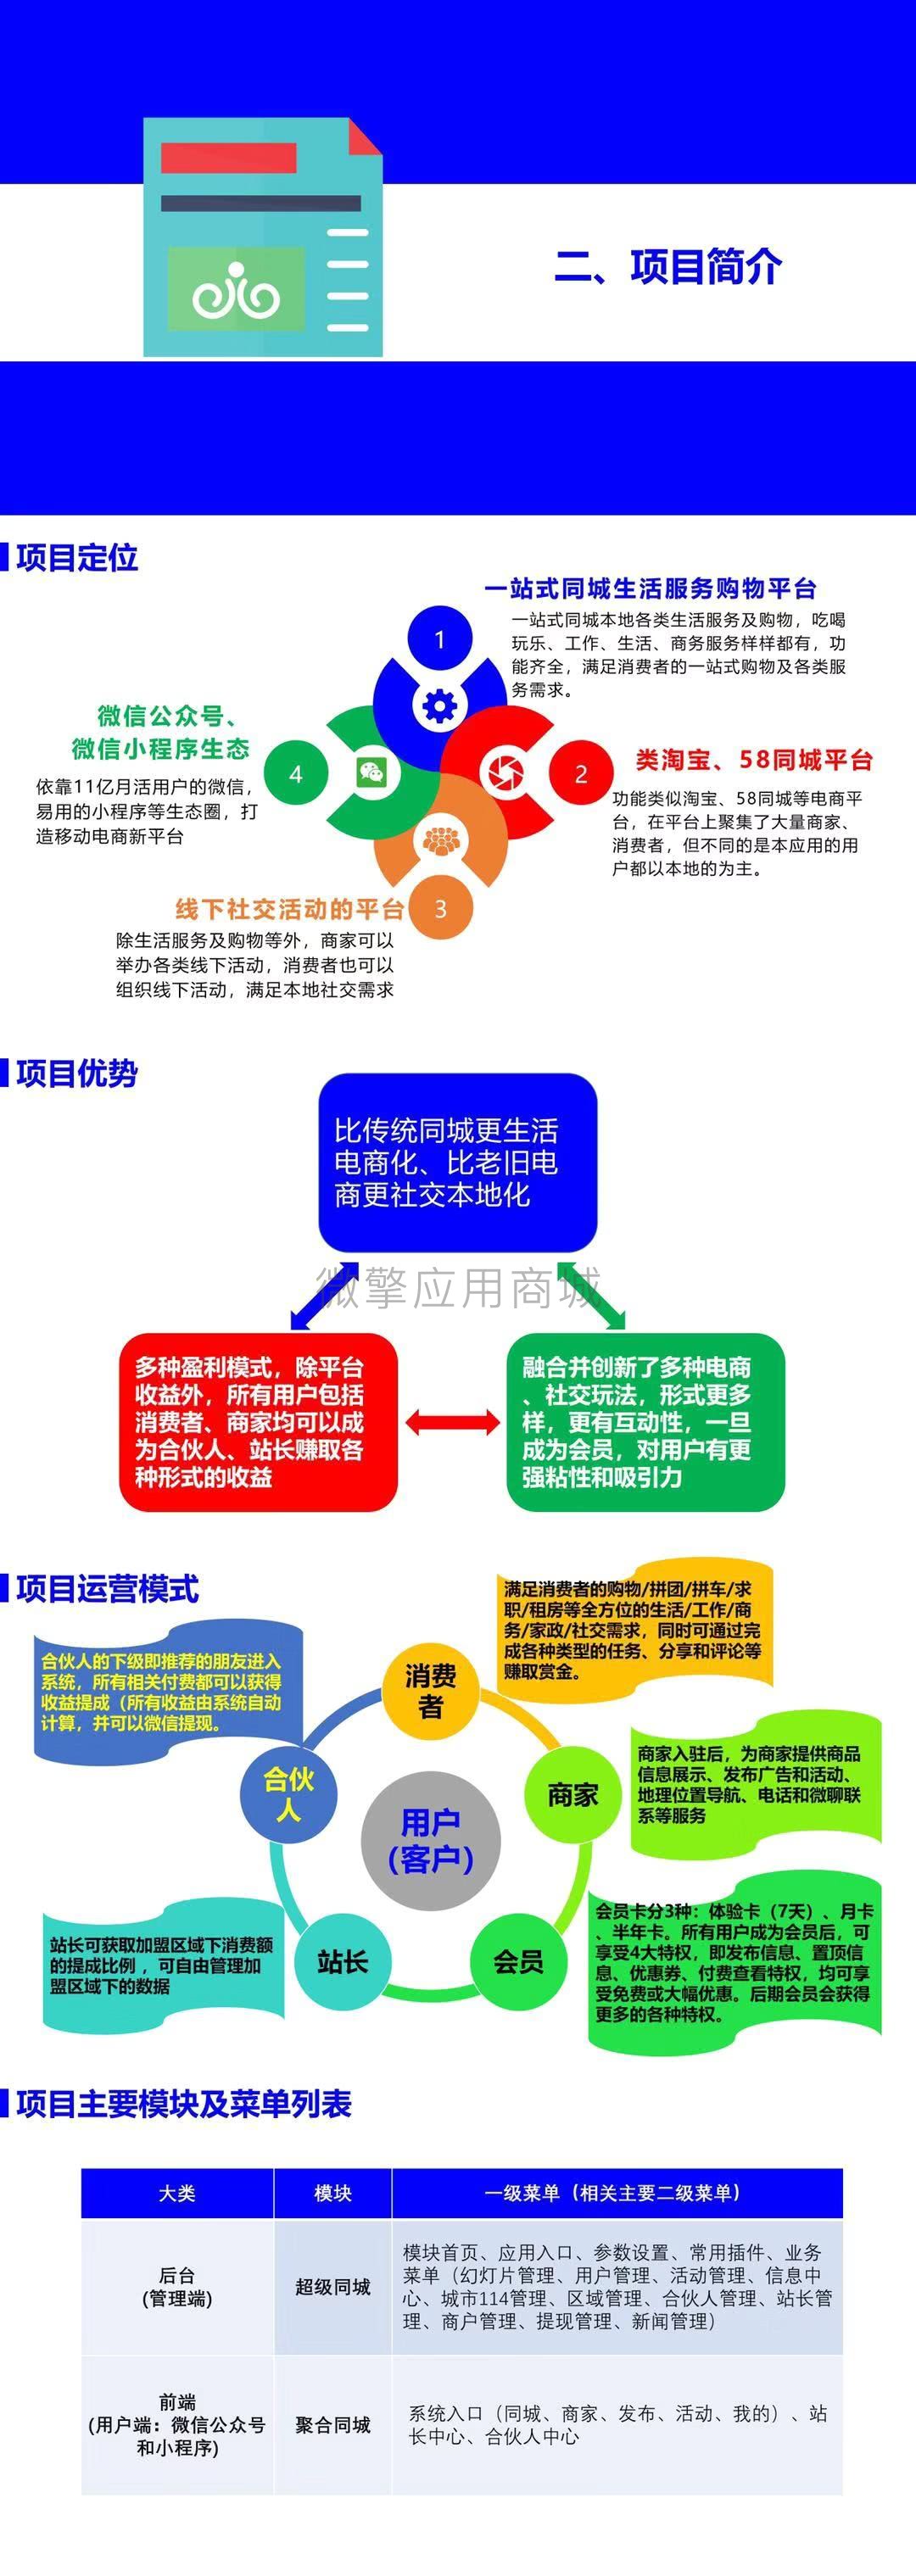 二、项目简介
项目定位
1
一站式同城生活服务购物平台
一站式同城本地各类生活服务及购物，吃喝
玩乐、工作、生活、商务服务样样都有，功
能齐全，满足消费者的一站式购物及各类服
务需求。
2
类淘宝、58同城平台
功能类似淘宝、58同城等电商平
台，在平台上聚集了大量商家、
消费者，但不同的是本应用的用
户都以本地的为主。
3
线下社交活动的平台
除生活服务及购物等外，商家可以
举办各类线下活动，消费者也可以
组织线下活动，满足本地社交需求
4
微信公众号、
微信小程序生态
依靠11亿月活用户的微信，
易用的小程序等生态圈，打
造移动电商新平台
项目优势
比传统同城更生活
电商化、比老旧电
商更社交本地化
微擎应用商城
多种盈利模式，除平台
收益外，所有用户包括
消费者、商家均可以成
为合伙人、站长赚取各
种形式的收益
融合并创新了多种电商
、社交玩法，形式更多
样，更有互动性，一旦
成为会员，对用户有更
强粘性和吸引力
项目运营模式
满足消费者的购物/拼团/拼车/求
职/租房等全方位的生活/工作/商
务/家政/社交需求，同时可通过完
成各种类型的任务、分享和评论等
赚取赏金。
合伙人的下级即推荐的朋友进入
系统，所有相关付费都可以获得
收益提成（所有收益由系统自动
计算，并可以微信提现。
消费
者
商家入驻后，为商家提供商品
信息展示、发布广告和活动、
地理位置导航、电话和微聊联
系等服务
合伙
人
商家
用户
(客户)
会员卡分3种：体验卡（7天）、月卡
、半年卡。所有用户成为会员后，可
享受4大特权，即发布信息、置顶信
息、优惠券、付费查看特权，均可享
受免费或大幅优惠。后期会员会获得
更多的各种特权。
站长可获取加盟区域下消费额
的提成比例 ，可自由管理加
盟区域下的数据
站长
会员
项目主要模块及菜单列表
大类
模块
一级菜单（相关主要二级菜单）
后台
(管理端)
超级同城
模块首页、应用入口、参数设置、常用插件、业务
菜单（幻灯片管理、用户管理、活动管理、信息中
心、城市114管理、区域管理、合伙人管理、站长管
理、商户管理、提现管理、新闻管理）
前端
(用户端：微信公众号
和小程序)
聚合同城
系统入口（同城、商家、发布、活动、我的）、站
长中心、合伙人中心